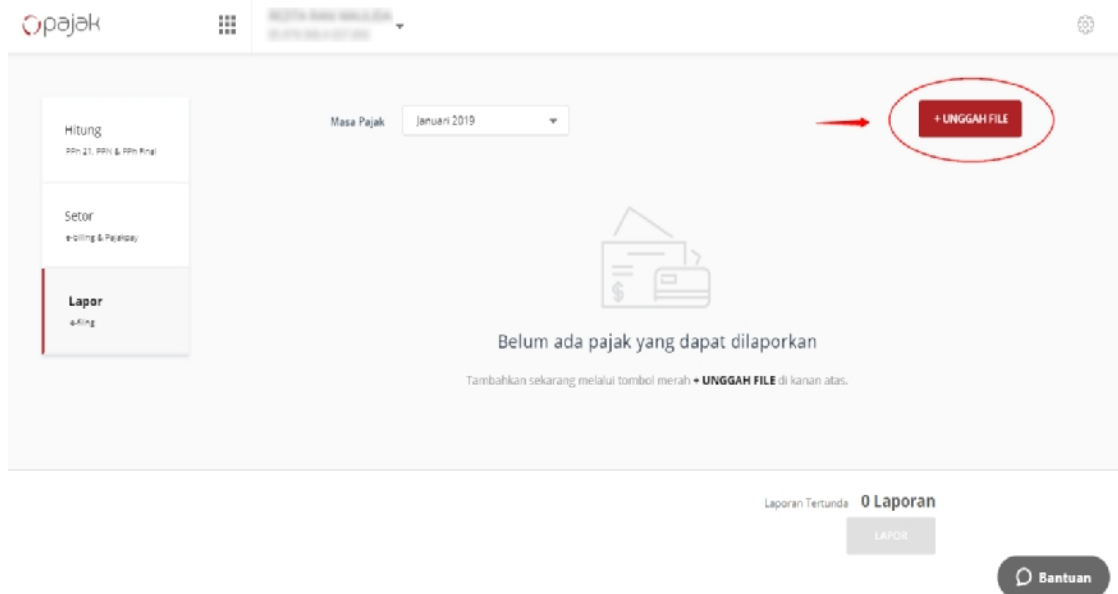 Opajak
Hitung
PPh 21, PPN & PPh Final
Setor
e-billing & Pajakpay
Lapor
e-filing
Masa Pajak Januari 2019
+ UNGGAH FILE
$
Belum ada pajak yang dapat dilaporkan
Tambahkan sekarang melalui tombol merah + UNGGAH FILE di kanan atas.
Laporan Tertunda 0 Laporan
LAPOR
Bantuan